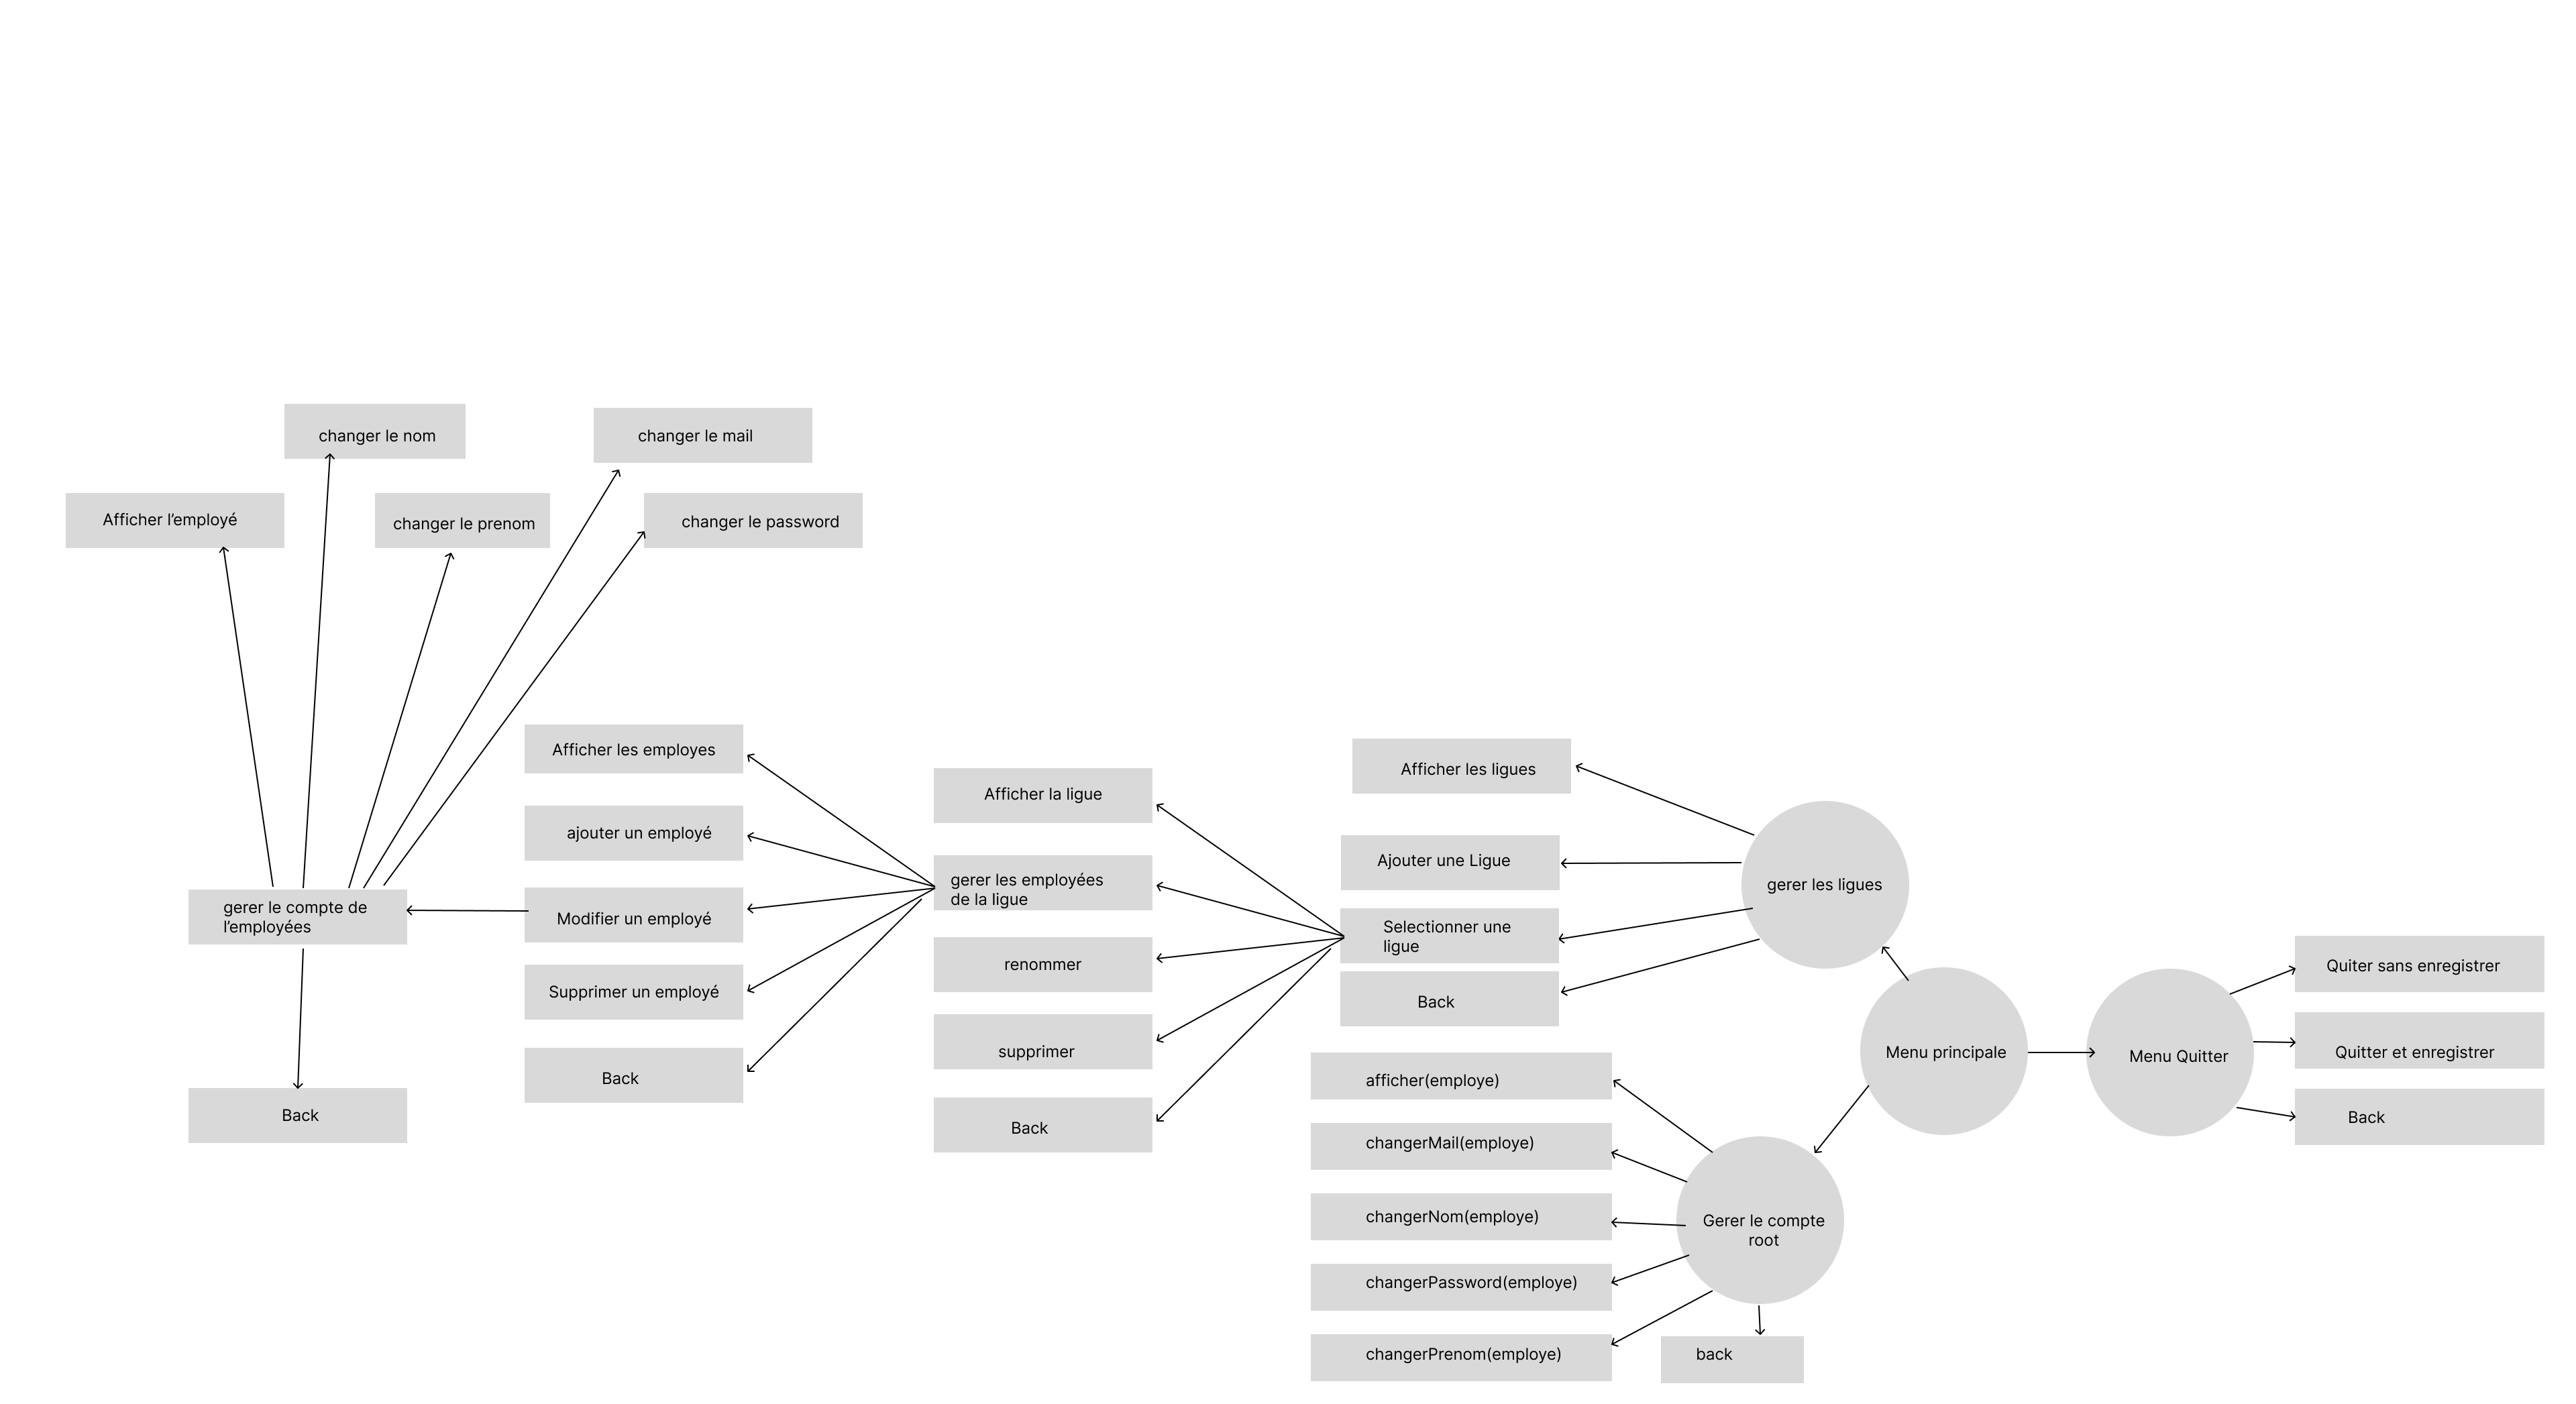 changer le nom
changer le mail
Afficher l’employé
changer le prenom
changer le password
Afficher les employes
Afficher les ligues
Afficher la ligue
ajouter un employé
Ajouter une Ligue
gerer les employées
de la ligue
gerer les ligues
gerer le compte de
l’employées
Modifier un employé
Selectionner une
ligue
renommer
Quiter sans enregistrer
Supprimer un employé
Back
supprimer
Menu principale
Menu Quitter
Quitter et enregistrer
Back
afficher(employe)
Back
Back
Back
changerMail(employe)
changerNom(employe)
Gerer le compte
root
changerPassword(employe)
changerPrenom(employe)
back